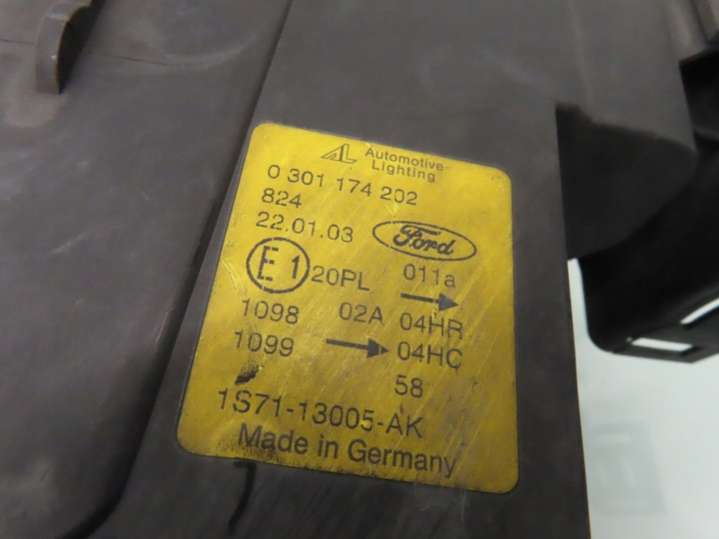 AL Automotive
Lighting
0 301 174 202
824
22.01.03 Ford
E1 20PL 011a
→
1098 02A 04HR
1099 → 04HC
58
1S71-13005-AK
Made in Germany